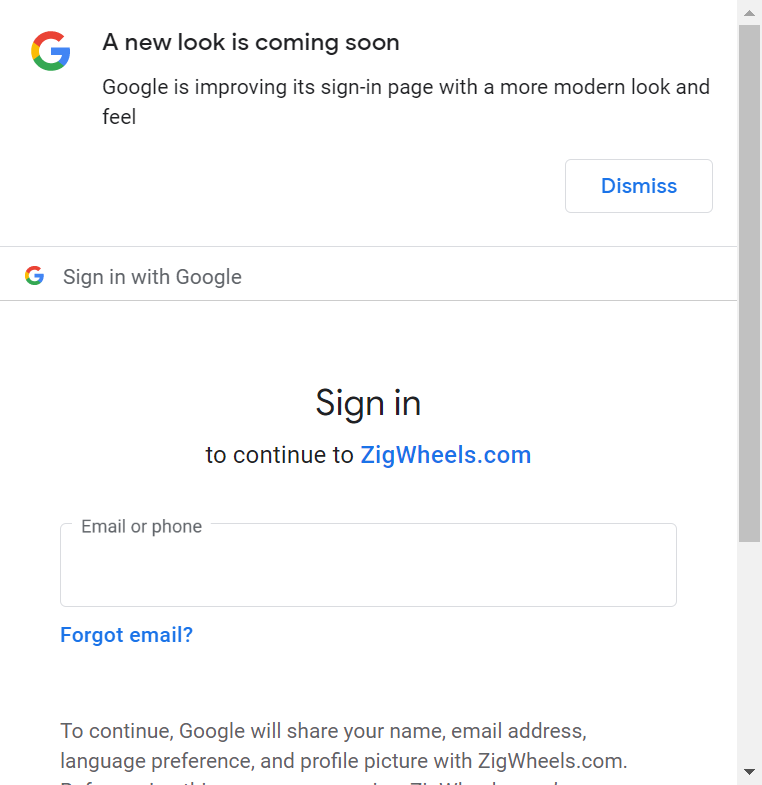 A new look is coming soon
Google is improving its sign-in page with a more modern look and
feel
Dismiss
Sign in with Google
Sign in
to continue to ZigWheels.com
Email or phone
Forgot email?
To continue, Google will share your name, email address,
language preference, and profile picture with ZigWheels.com.